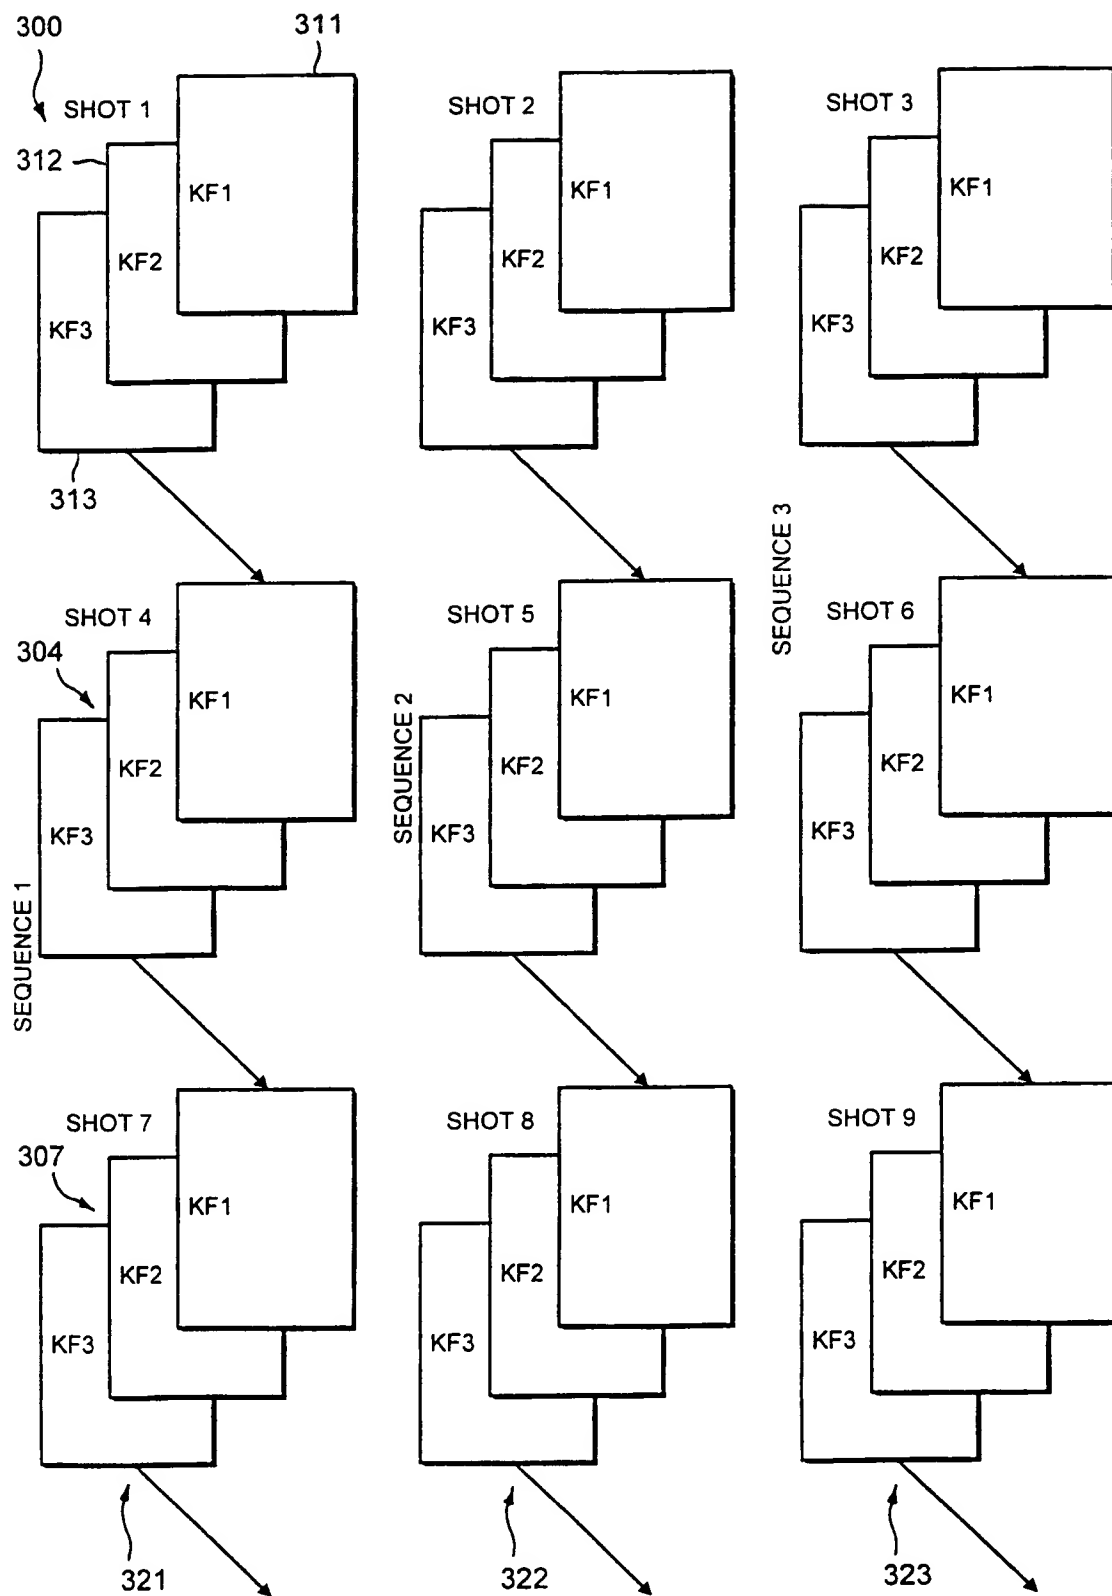 300
311
SHOT 1
SHOT 2
SHOT 3
312
KF1
KF1
KF1
KF2
KF2
KF2
KF3
KF3
KF3
313
SEQUENCE 3
SHOT 4
SHOT 5
SHOT 6
304
KF1
KF1
KF1
SEQUENCE 2
KF2
KF2
KF2
KF3
KF3
KF3
SEQUENCE 1
SHOT 7
SHOT 8
SHOT 9
307
KF1
KF1
KF1
KF2
KF2
KF2
KF3
KF3
KF3
321
322
323